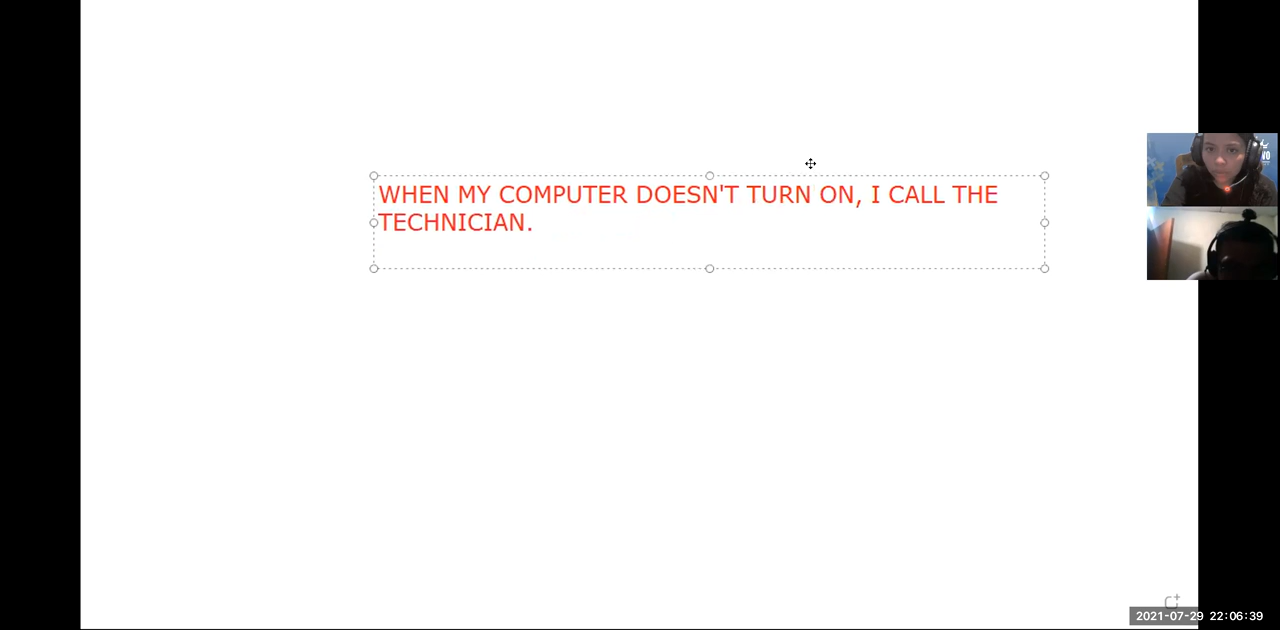 WHEN MY COMPUTER DOESN'T TURN ON, I CALL THE
TECHNICIAN.
2021-07-29 22:06:39